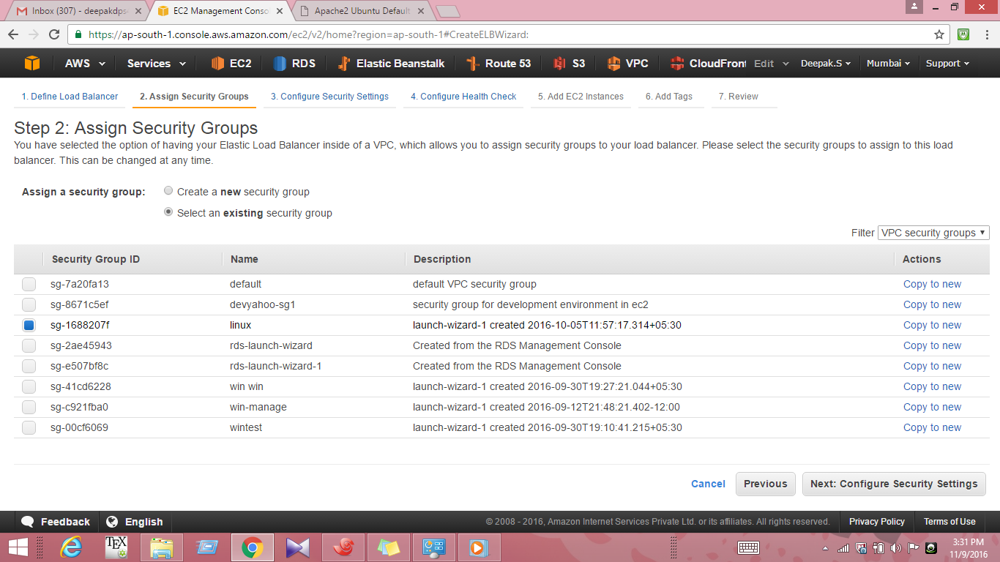 Inbox (307) - deepakdps
EC2 Management Conso
Apache2 Ubuntu Default
https://ap-south-1.console.aws.amazon.com/ec2/v2/home?region=ap-south-1#CreateELBWizard:
AWS Services EC2 RDS Elastic Beanstalk Route 53 S3 VPC CloudFront Edit Deepak.S Mumbai Support
1. Define Load Balancer 2. Assign Security Groups 3. Configure Security Settings 4. Configure Health Check 5. Add EC2 Instances 6. Add Tags 7. Review
Step 2: Assign Security Groups
You have selected the option of having your Elastic Load Balancer inside of a VPC, which allows you to assign security groups to your load balancer. Please select the security groups to assign to this load
balancer. This can be changed at any time.
Assign a security group: Create a new security group
Select an existing security group
Filter VPC security groups
Security Group ID Name Description Actions
sg-7a20fa13 default default VPC security group Copy to new
sg-8671c5ef devyahoo-sg1 security group for development environment in ec2 Copy to new
sg-1688207f linux launch-wizard-1 created 2016-10-05T11:57:17.314+05:30 Copy to new
sg-2ae45943 rds-launch-wizard Created from the RDS Management Console Copy to new
sg-e507bf8c rds-launch-wizard-1 Created from the RDS Management Console Copy to new
sg-41cd6228 win win launch-wizard-1 created 2016-09-30T19:27:21.044+05:30 Copy to new
sg-c921fba0 win-manage launch-wizard-1 created 2016-09-12T21:48:21.402-12:00 Copy to new
sg-00cf6069 wintest launch-wizard-1 created 2016-09-30T19:10:41.215+05:30 Copy to new
Cancel Previous Next: Configure Security Settings
Feedback English © 2008 - 2016, Amazon Internet Services Private Ltd. or its affiliates. All rights reserved. Privacy Policy Terms of Use
TEX
3:31 PM
11/9/2016